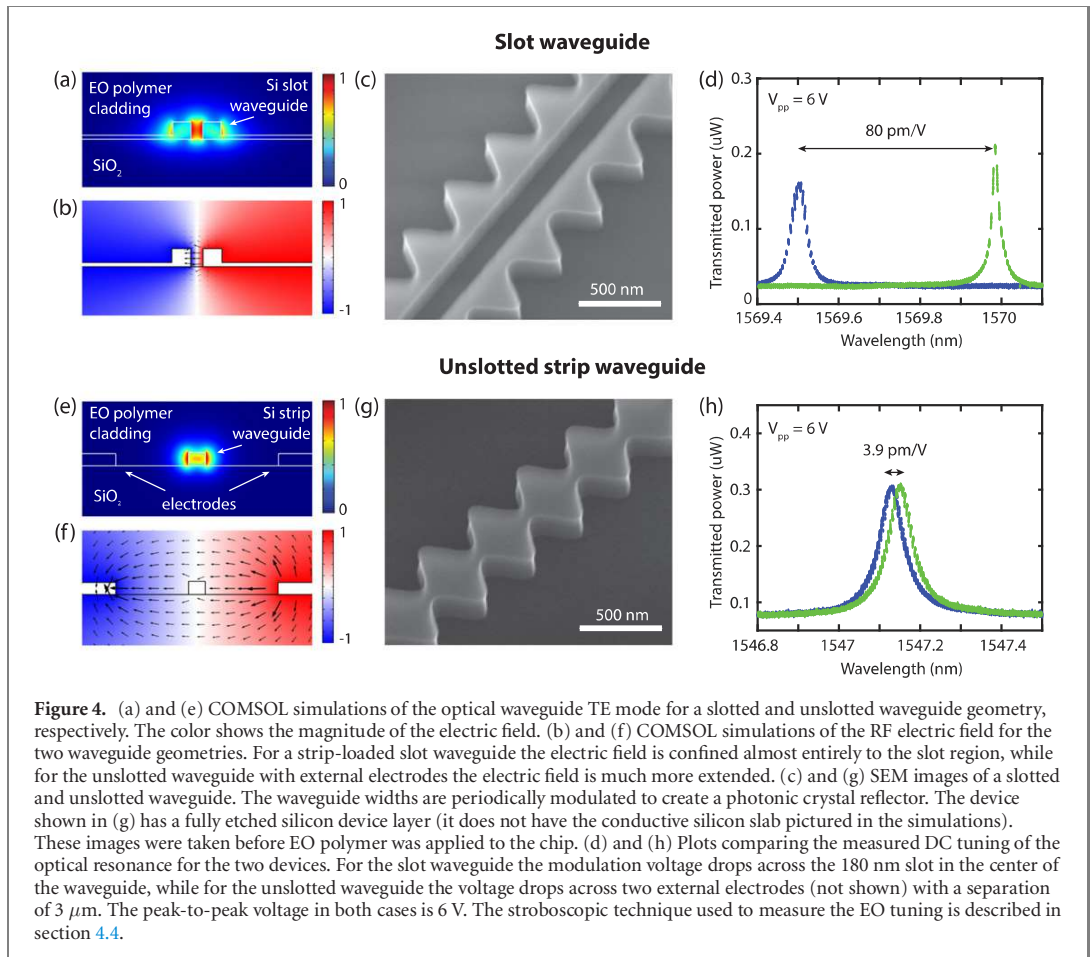 Slot waveguide
(a)
EO polymer
cladding
Si slot
waveguide
SiO2
1
0
(b)
1
-1
(c)
500 nm
(d)
Vpp = 6 V
80 pm/V
Transmitted power (uW)
0.3
0.2
0.1
0
1569.4 1569.6 1569.8 1570
Wavelength (nm)
Unslotted strip waveguide
(e)
EO polymer
cladding
Si strip
waveguide
SiO2
electrodes
1
0
(f)
1
-1
(g)
500 nm
(h)
Vpp = 6 V
3.9 pm/V
Transmitted power (uW)
0.4
0.3
0.2
0.1
1546.8 1547 1547.2 1547.4
Wavelength (nm)
Figure 4. (a) and (e) COMSOL simulations of the optical waveguide TE mode for a slotted and unslotted waveguide geometry,
respectively. The color shows the magnitude of the electric field. (b) and (f) COMSOL simulations of the RF electric field for the
two waveguide geometries. For a strip-loaded slot waveguide the electric field is confined almost entirely to the slot region, while
for the unslotted waveguide with external electrodes the electric field is much more extended. (c) and (g) SEM images of a slotted
and unslotted waveguide. The waveguide widths are periodically modulated to create a photonic crystal reflector. The device
shown in (g) has a fully etched silicon device layer (it does not have the conductive silicon slab pictured in the simulations).
These images were taken before EO polymer was applied to the chip. (d) and (h) Plots comparing the measured DC tuning of the
optical resonance for the two devices. For the slot waveguide the modulation voltage drops across the 180 nm slot in the center of
the waveguide, while for the unslotted waveguide the voltage drops across two external electrodes (not shown) with a separation
of 3 μm. The peak-to-peak voltage in both cases is 6 V. The stroboscopic technique used to measure the EO tuning is described in
section 4.4.